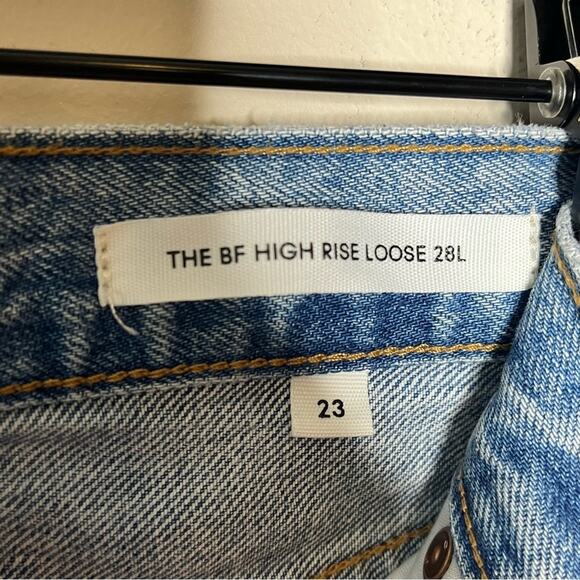 THE BF HIGH RISE LOOSE 28L
23